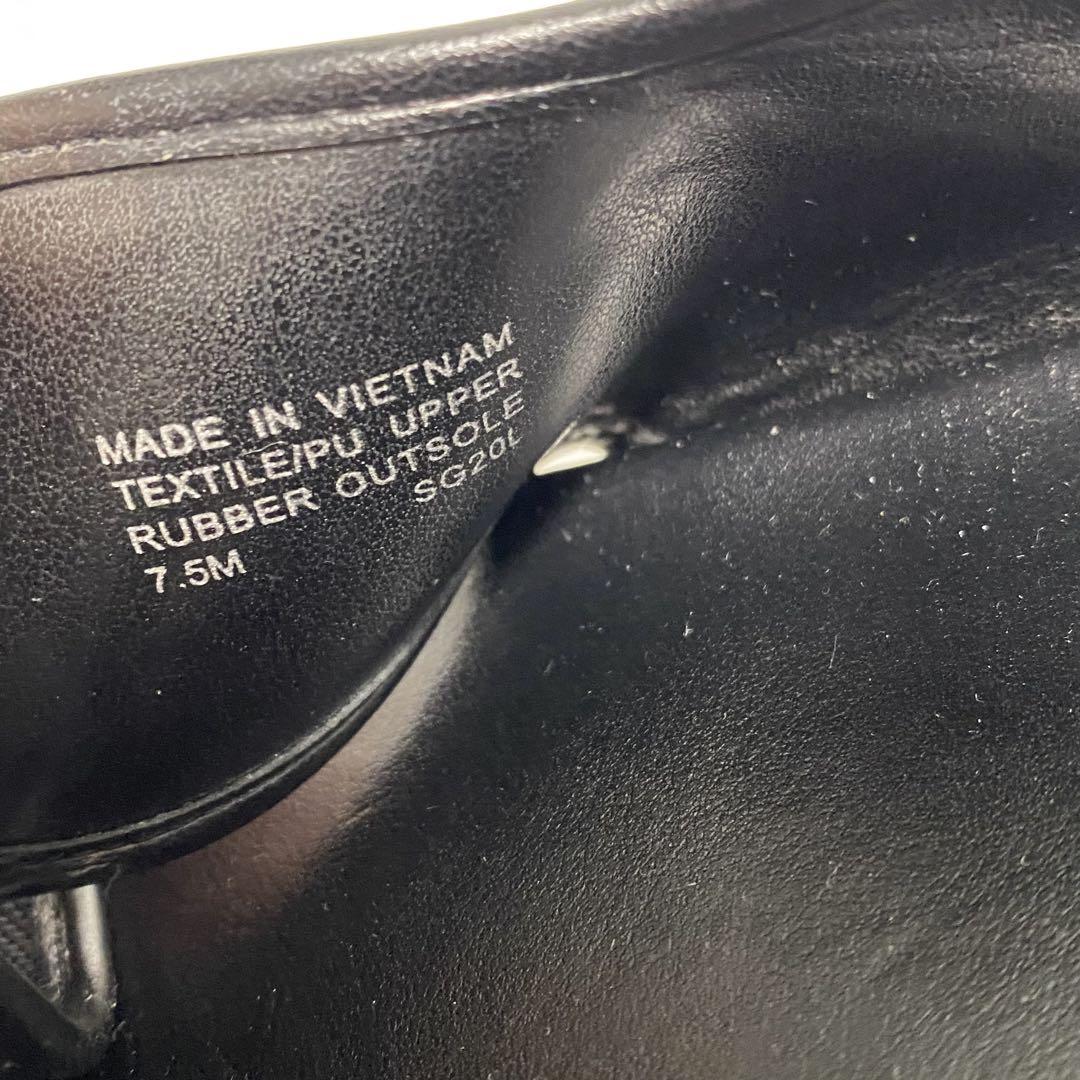 MADE IN VIETNAM
TEXTILE/PU UPPER
RUBBER OUTSOLE
SG20L
7.5M